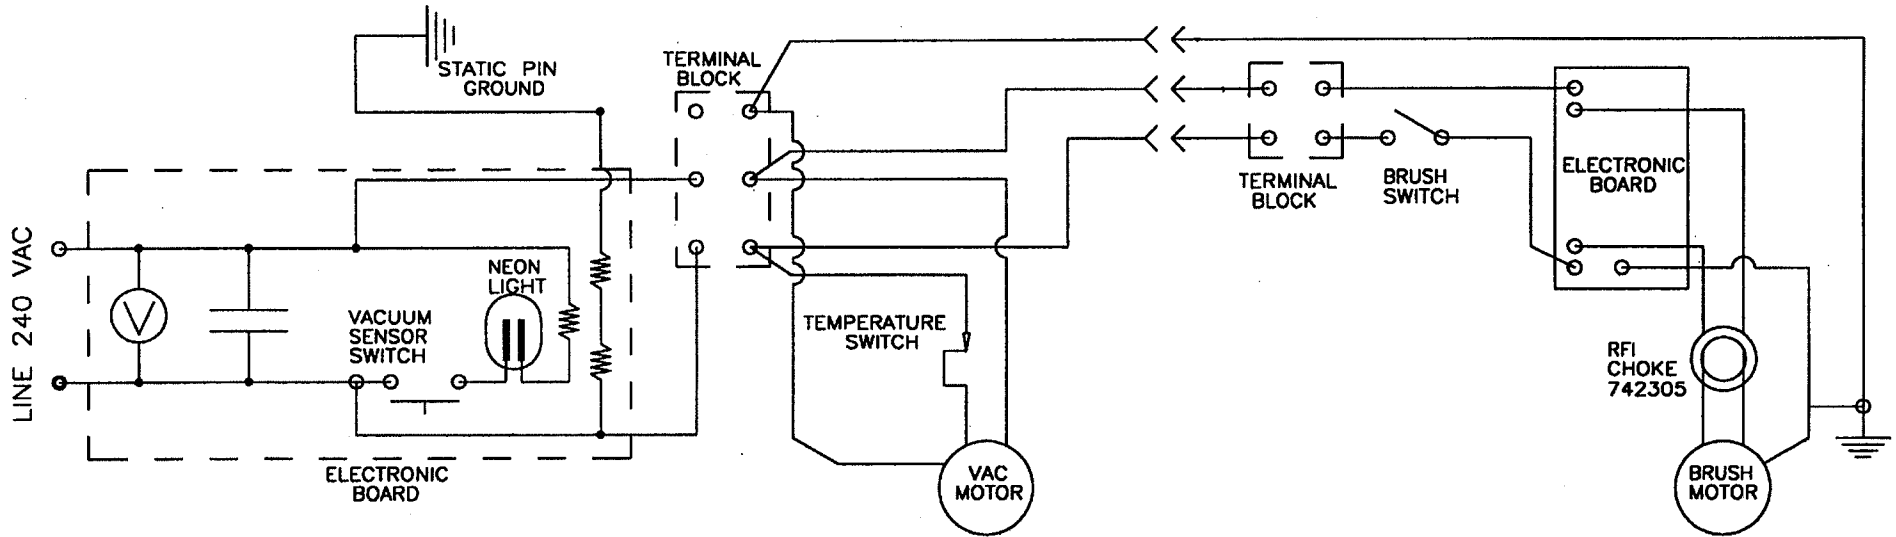 STATIC PIN
GROUND
TERMINAL
BLOCK
LINE 240 VAC
V
VACUUM
SENSOR
SWITCH
NEON
LIGHT
ELECTRONIC
BOARD
TEMPERATURE
SWITCH
VAC
MOTOR
TERMINAL
BLOCK
BRUSH
SWITCH
ELECTRONIC
BOARD
RFI
CHOKE
742305
BRUSH
MOTOR